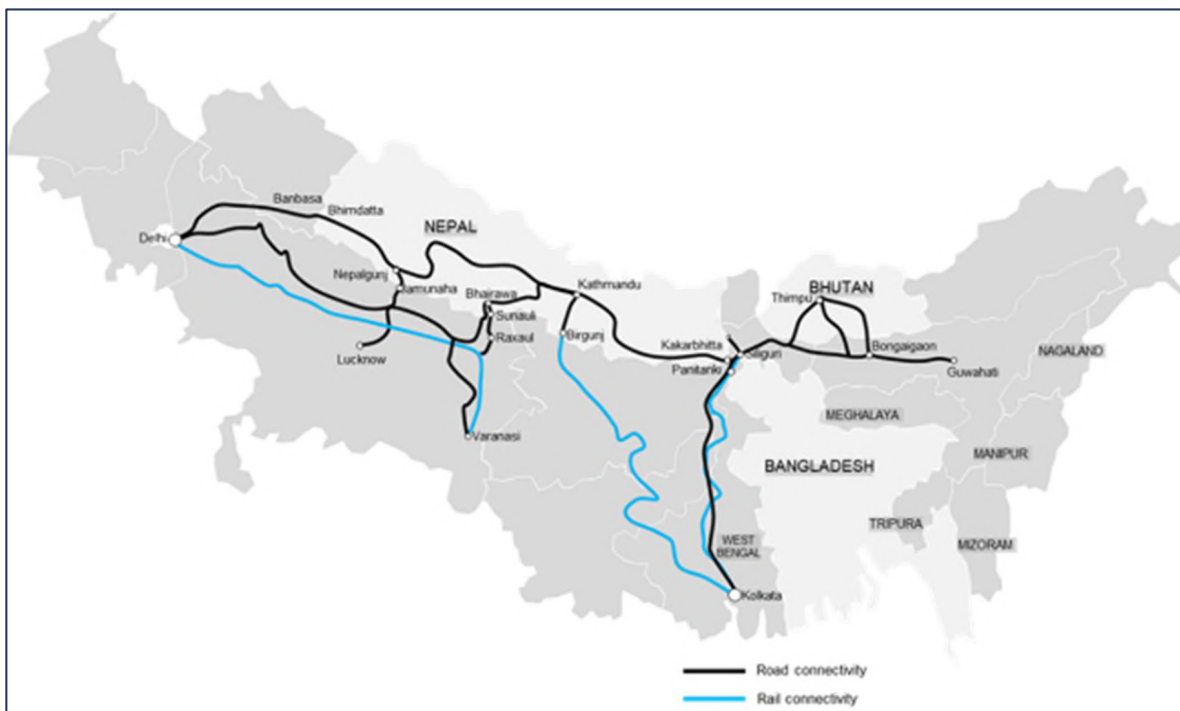 Banbasa
Bhimdatta
NEPAL
Delhi
Nepalgunj
Jamunaha
Bhairawa
Kathmandu
Sunauli
Birgunj
Raxaul
Lucknow
Varanasi
Kakarbhitta
Panitanki
Siliguri
Thimpu
BHUTAN
Bongaigaon
Guwahati
NAGALAND
MEGHALAYA
MANIPUR
BANGLADESH
TRIPURA
MIZORAM
WEST
BENGAL
Kolkata
Road connectivity
Rail connectivity